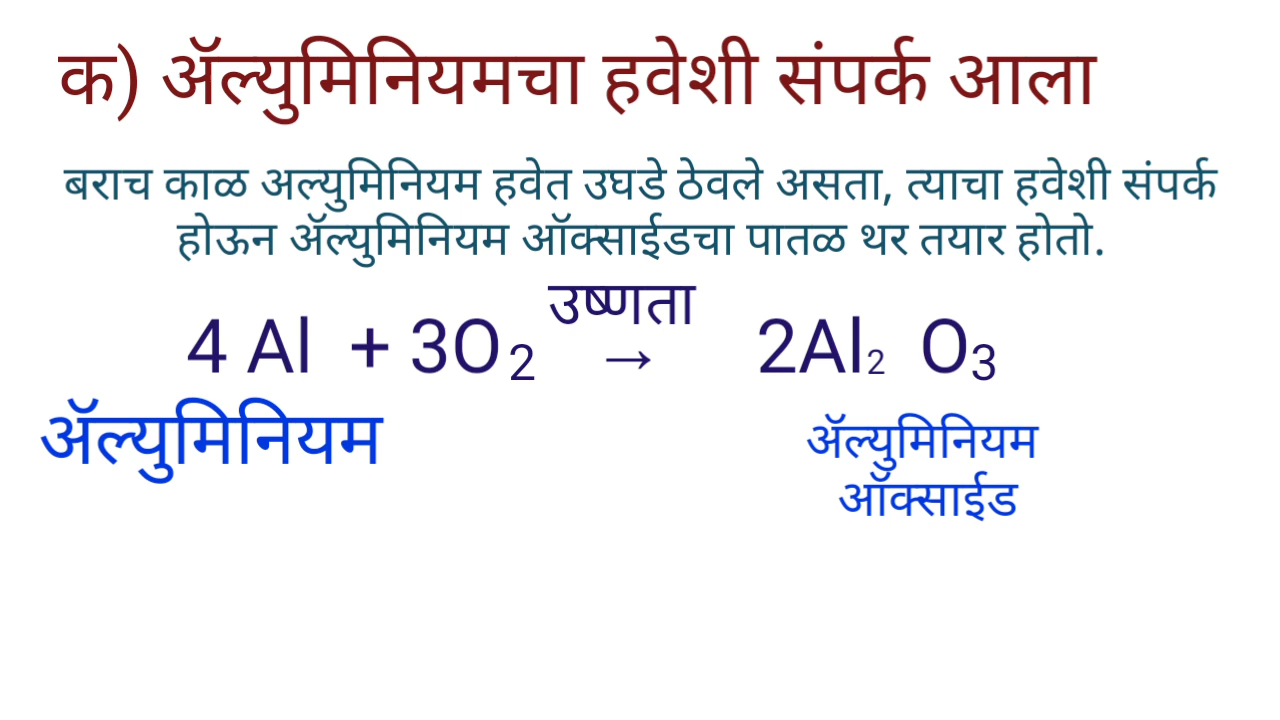 क) ॲल्युमिनियमचा हवेशी संपर्क आला
बराच काळ अल्युमिनियम हवेत उघडे ठेवले असता, त्याचा हवेशी संपर्क
होऊन ॲल्युमिनियम ऑक्साईडचा पातळ थर तयार होतो.
उष्णता
4 Al + 3O₂ → 2Al₂ O₃
ॲल्युमिनियम ॲल्युमिनियम
ऑक्साईड